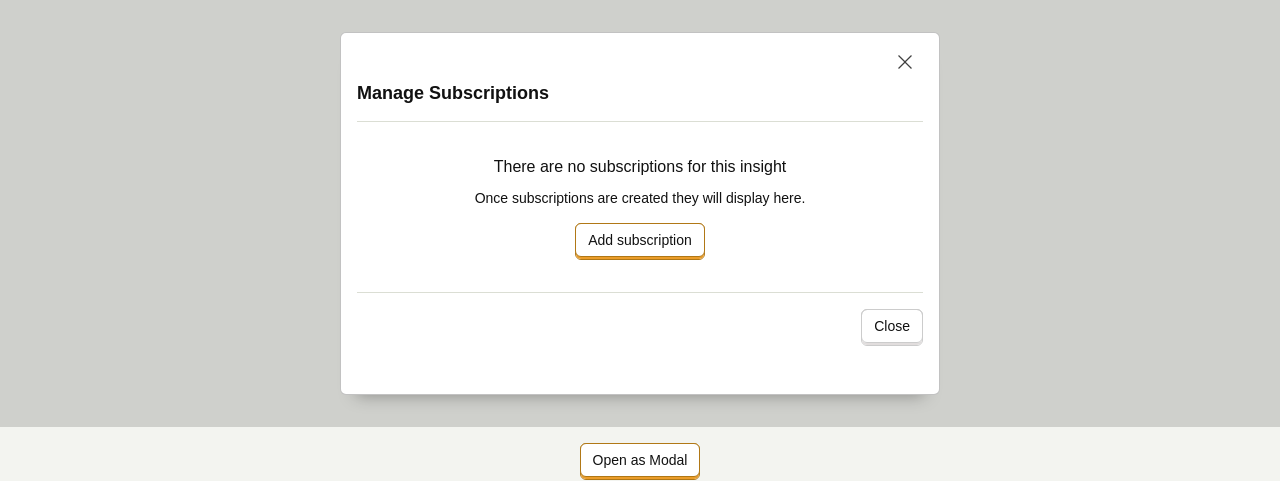 Manage Subscriptions
There are no subscriptions for this insight
Once subscriptions are created they will display here.
Add subscription
Close
Open as Modal